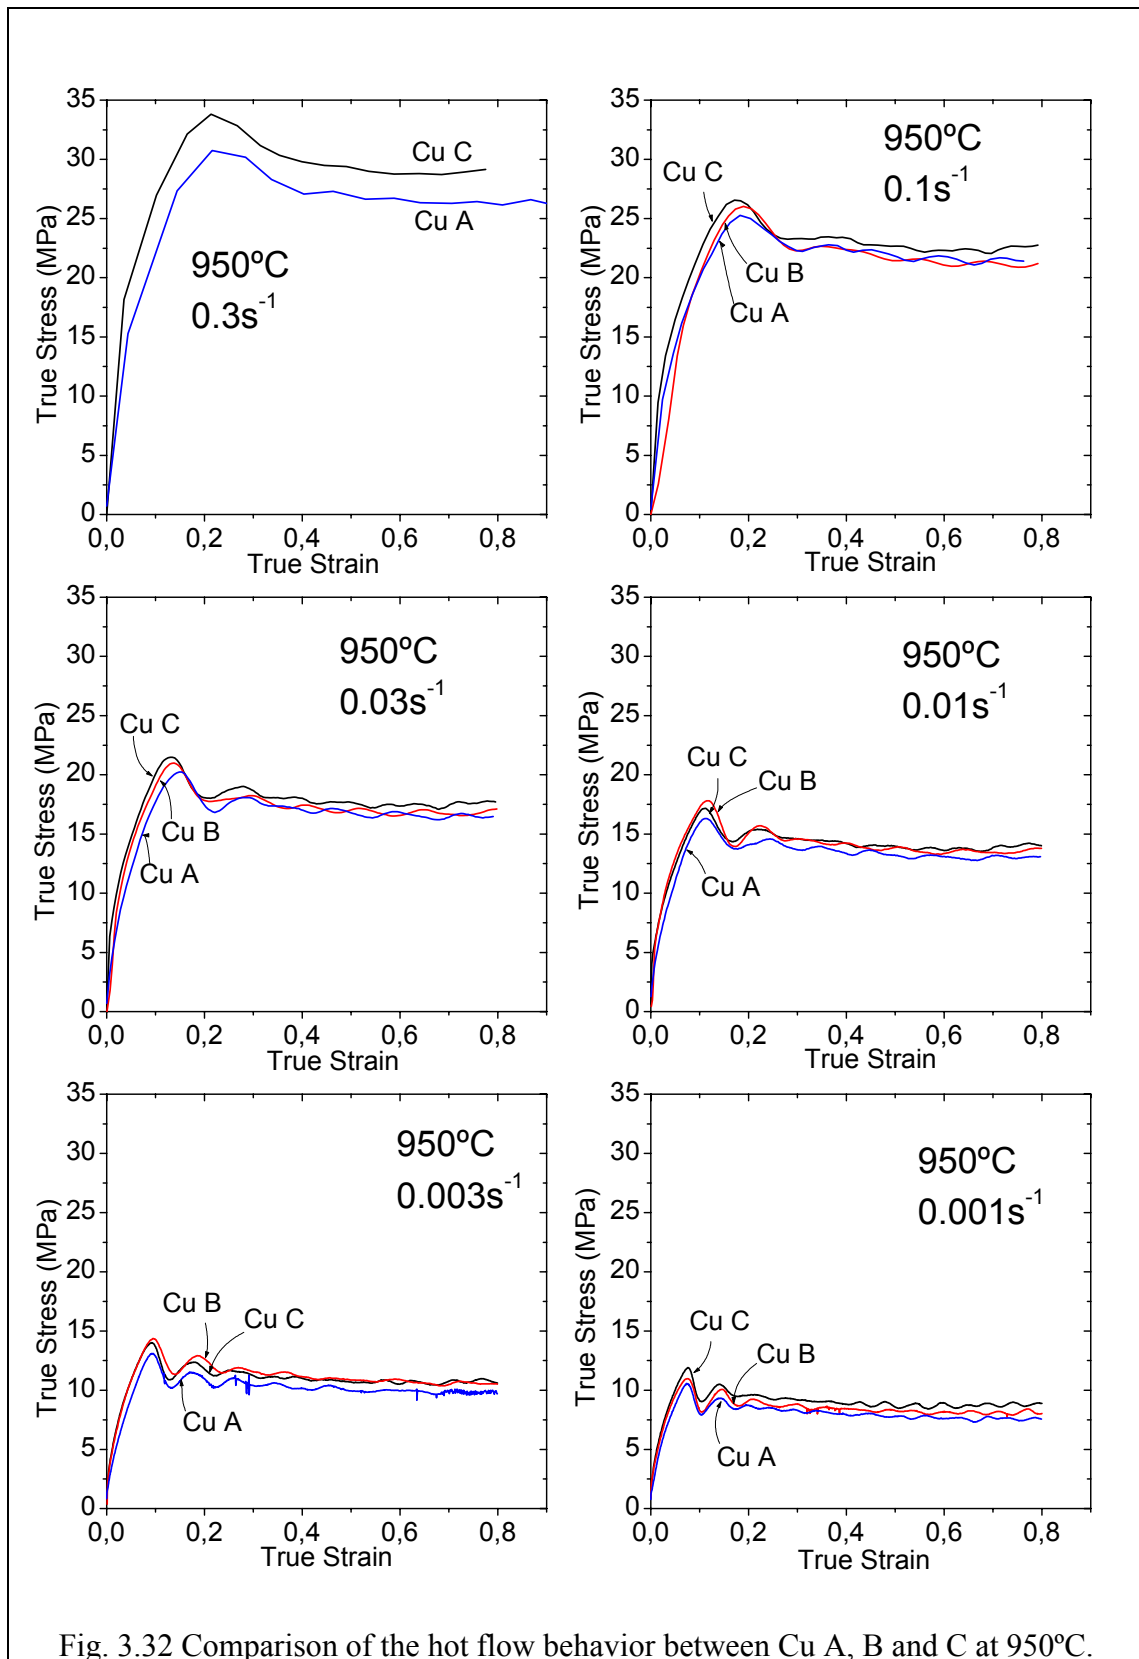 35
30
25
20
15
10
5
0
True Stress (MPa)
Cu C
Cu A
950ºC
0.3s⁻¹
0,0 0,2 0,4 0,6 0,8
True Strain
35
30
25
20
15
10
5
0
True Stress (MPa)
950ºC
0.1s⁻¹
Cu C
Cu B
Cu A
0,0 0,2 0,4 0,6 0,8
True Strain
35
30
25
20
15
10
5
0
True Stress (MPa)
950ºC
0.03s⁻¹
Cu C
Cu B
Cu A
0,0 0,2 0,4 0,6 0,8
True Strain
35
30
25
20
15
10
5
0
True Stress (MPa)
950ºC
0.01s⁻¹
Cu C
Cu B
Cu A
0,0 0,2 0,4 0,6 0,8
True Strain
35
30
25
20
15
10
5
0
True Stress (MPa)
950ºC
0.003s⁻¹
Cu B
Cu C
Cu A
0,0 0,2 0,4 0,6 0,8
True Strain
35
30
25
20
15
10
5
0
True Stress (MPa)
950ºC
0.001s⁻¹
Cu C
Cu B
Cu A
0,0 0,2 0,4 0,6 0,8
True Strain
Fig. 3.32 Comparison of the hot flow behavior between Cu A, B and C at 950ºC.